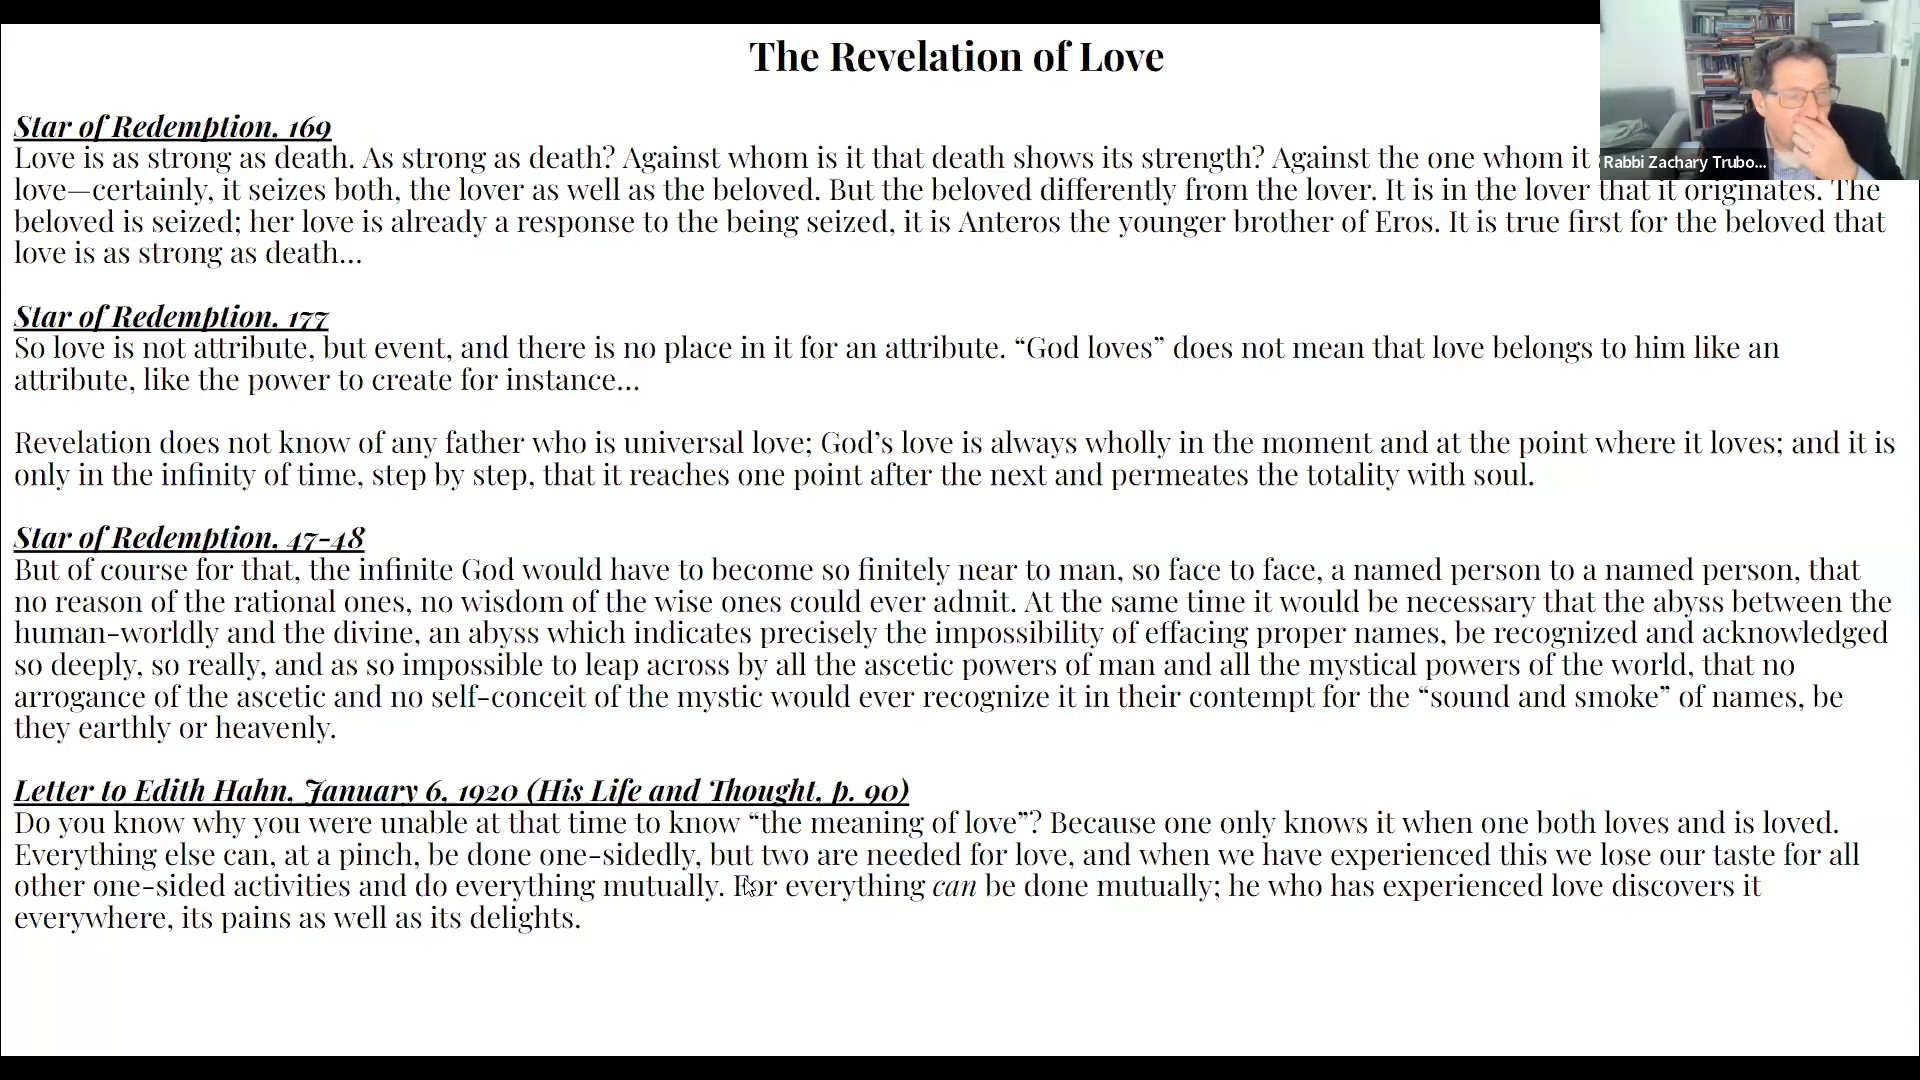 The Revelation of Love
Star of Redemption, 169
Love is as strong as death. As strong as death? Against whom is it that death shows its strength? Against the one whom it
love—certainly, it seizes both, the lover as well as the beloved. But the beloved differently from the lover. It is in the lover that it originates. The
beloved is seized; her love is already a response to the being seized, it is Anteros the younger brother of Eros. It is true first for the beloved that
love is as strong as death…
Star of Redemption, 177
So love is not attribute, but event, and there is no place in it for an attribute. “God loves” does not mean that love belongs to him like an
attribute, like the power to create for instance…
Revelation does not know of any father who is universal love; God’s love is always wholly in the moment and at the point where it loves; and it is
only in the infinity of time, step by step, that it reaches one point after the next and permeates the totality with soul.
Star of Redemption, 47-48
But of course for that, the infinite God would have to become so finitely near to man, so face to face, a named person to a named person, that
no reason of the rational ones, no wisdom of the wise ones could ever admit. At the same time it would be necessary that the abyss between the
human-worldly and the divine, an abyss which indicates precisely the impossibility of effacing proper names, be recognized and acknowledged
so deeply, so really, and as so impossible to leap across by all the ascetic powers of man and all the mystical powers of the world, that no
arrogance of the ascetic and no self-conceit of the mystic would ever recognize it in their contempt for the “sound and smoke” of names, be
they earthly or heavenly.
Letter to Edith Hahn, January 6, 1920 (His Life and Thought, p. 90)
Do you know why you were unable at that time to know “the meaning of love”? Because one only knows it when one both loves and is loved.
Everything else can, at a pinch, be done one-sidedly, but two are needed for love, and when we have experienced this we lose our taste for all
other one-sided activities and do everything mutually. For everything can be done mutually; he who has experienced love discovers it
everywhere, its pains as well as its delights.
Rabbi Zachary Trubo...